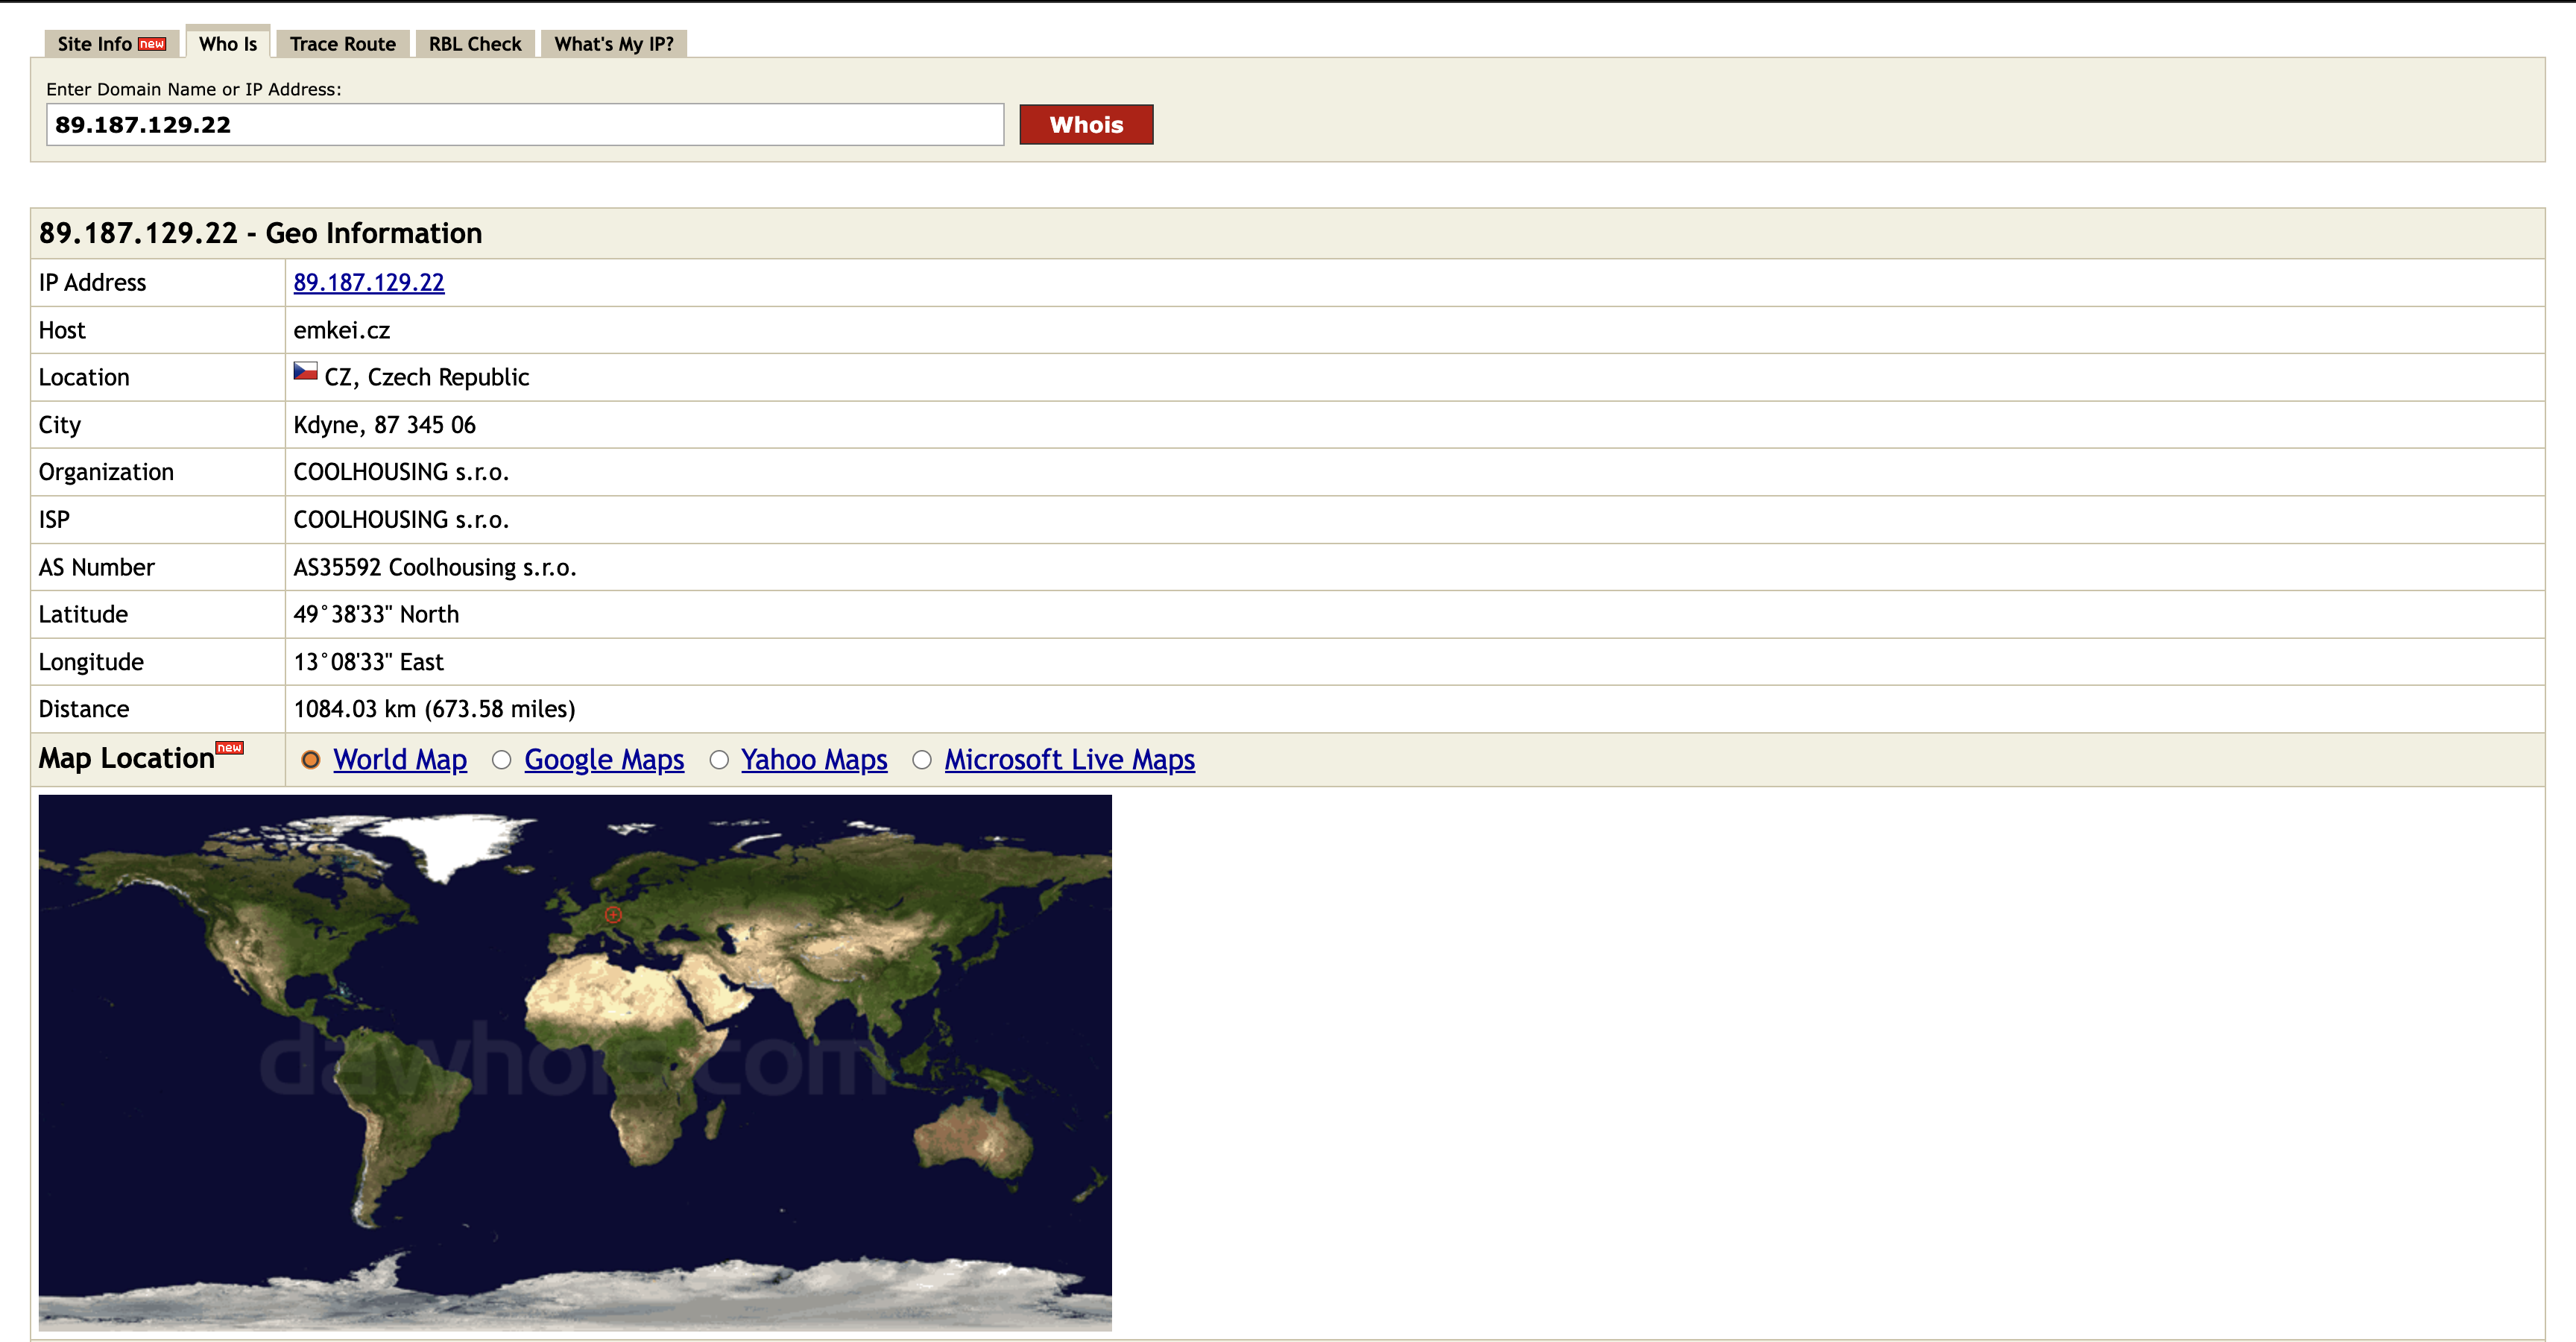 Site Info new Who Is Trace Route RBL Check What's My IP?
Enter Domain Name or IP Address:
89.187.129.22 Whois
89.187.129.22 - Geo Information
IP Address 89.187.129.22
Host emkei.cz
Location CZ, Czech Republic
City Kdyne, 87 345 06
Organization COOLHOUSING s.r.o.
ISP COOLHOUSING s.r.o.
AS Number AS35592 Coolhousing s.r.o.
Latitude 49°38'33" North
Longitude 13°08'33" East
Distance 1084.03 km (673.58 miles)
Map Location new World Map Google Maps Yahoo Maps Microsoft Live Maps
dawhois.com